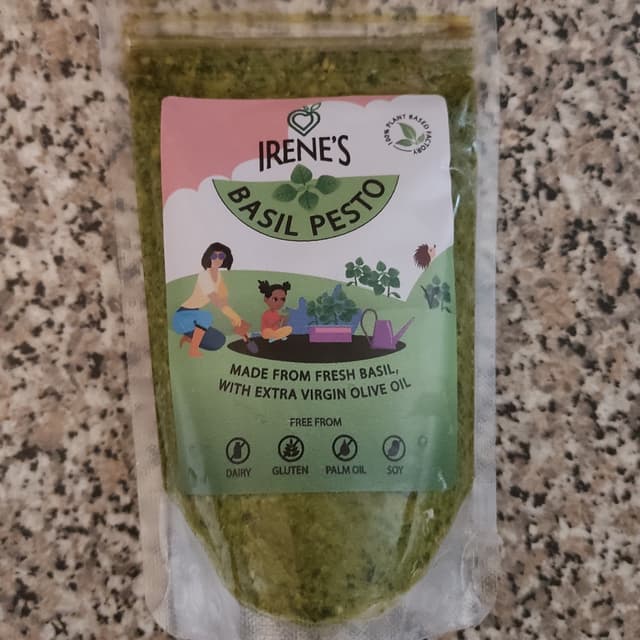 IRENE'S
100% PLANT BASED FACTORY
BASIL PESTO
MADE FROM FRESH BASIL,
WITH EXTRA VIRGIN OLIVE OIL
FREE FROM
DAIRY GLUTEN PALM OIL SOY